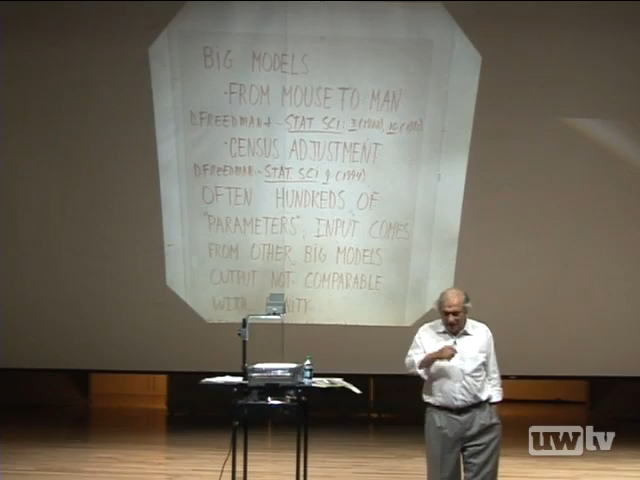 BIG MODELS
·FROM MOUSE TO MAN
D.FREEDMAN+ - STAT SCI:
·CENSUS ADJUSTMENT
D.FREEDMAN - STAT SCI 9 (1994)
OFTEN HUNDREDS OF
"PARAMETERS", INPUT COMES
FROM OTHER BIG MODELS
OUTPUT NOT COMPARABLE
WITH
uwtv